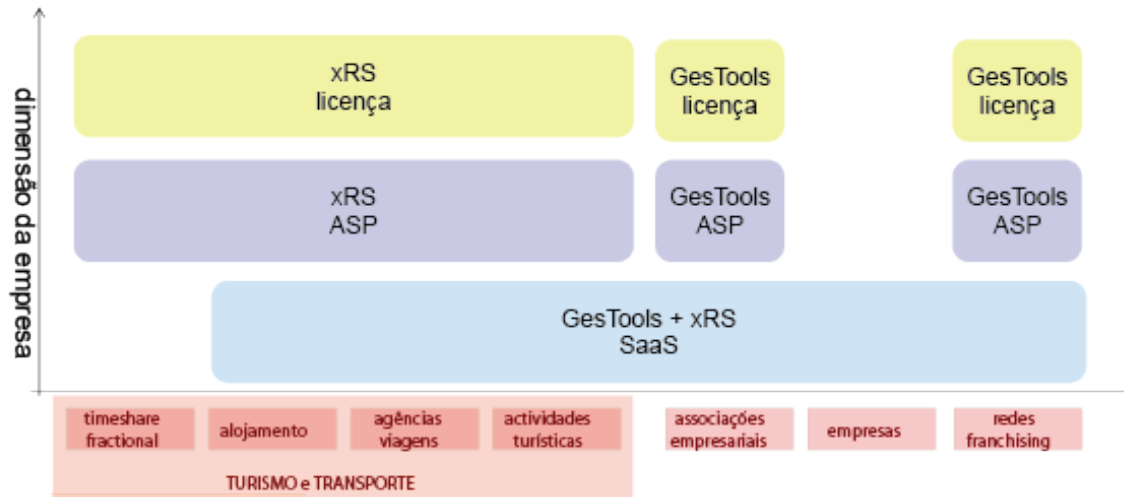 dimensão da empresa
xRS
licença
GesTools
licença
GesTools
licença
xRS
ASP
GesTools
ASP
GesTools
ASP
GesTools + xRS
SaaS
timeshare
fractional
alojamento
agências
viagens
actividades
turísticas
associações
empresariais
empresas
redes
franchising
TURISMO e TRANSPORTE